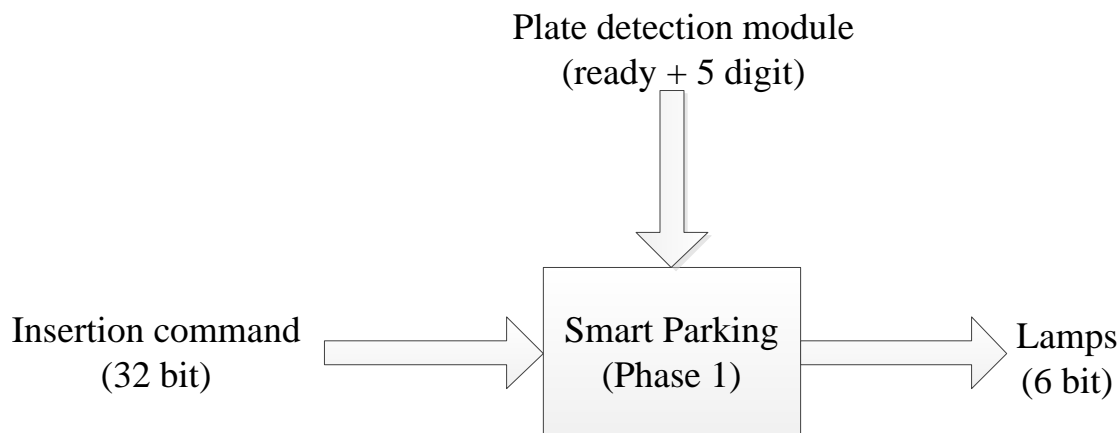 Plate detection module
(ready + 5 digit)
Insertion command
(32 bit)
Smart Parking
(Phase 1)
Lamps
(6 bit)